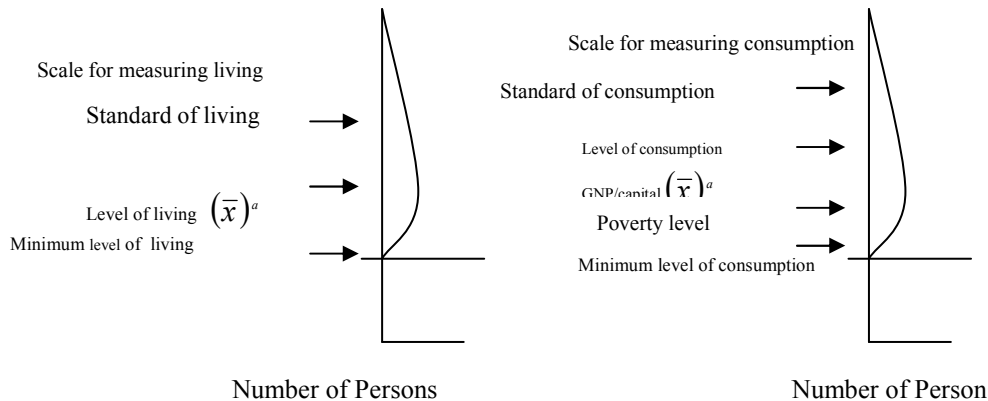 Scale for measuring living
Standard of living
Level of living (x̄)ᵃ
Minimum level of living
Number of Persons
Scale for measuring consumption
Standard of consumption
Level of consumption
GNP/capital (x̄)ᵃ
Poverty level
Minimum level of consumption
Number of Person